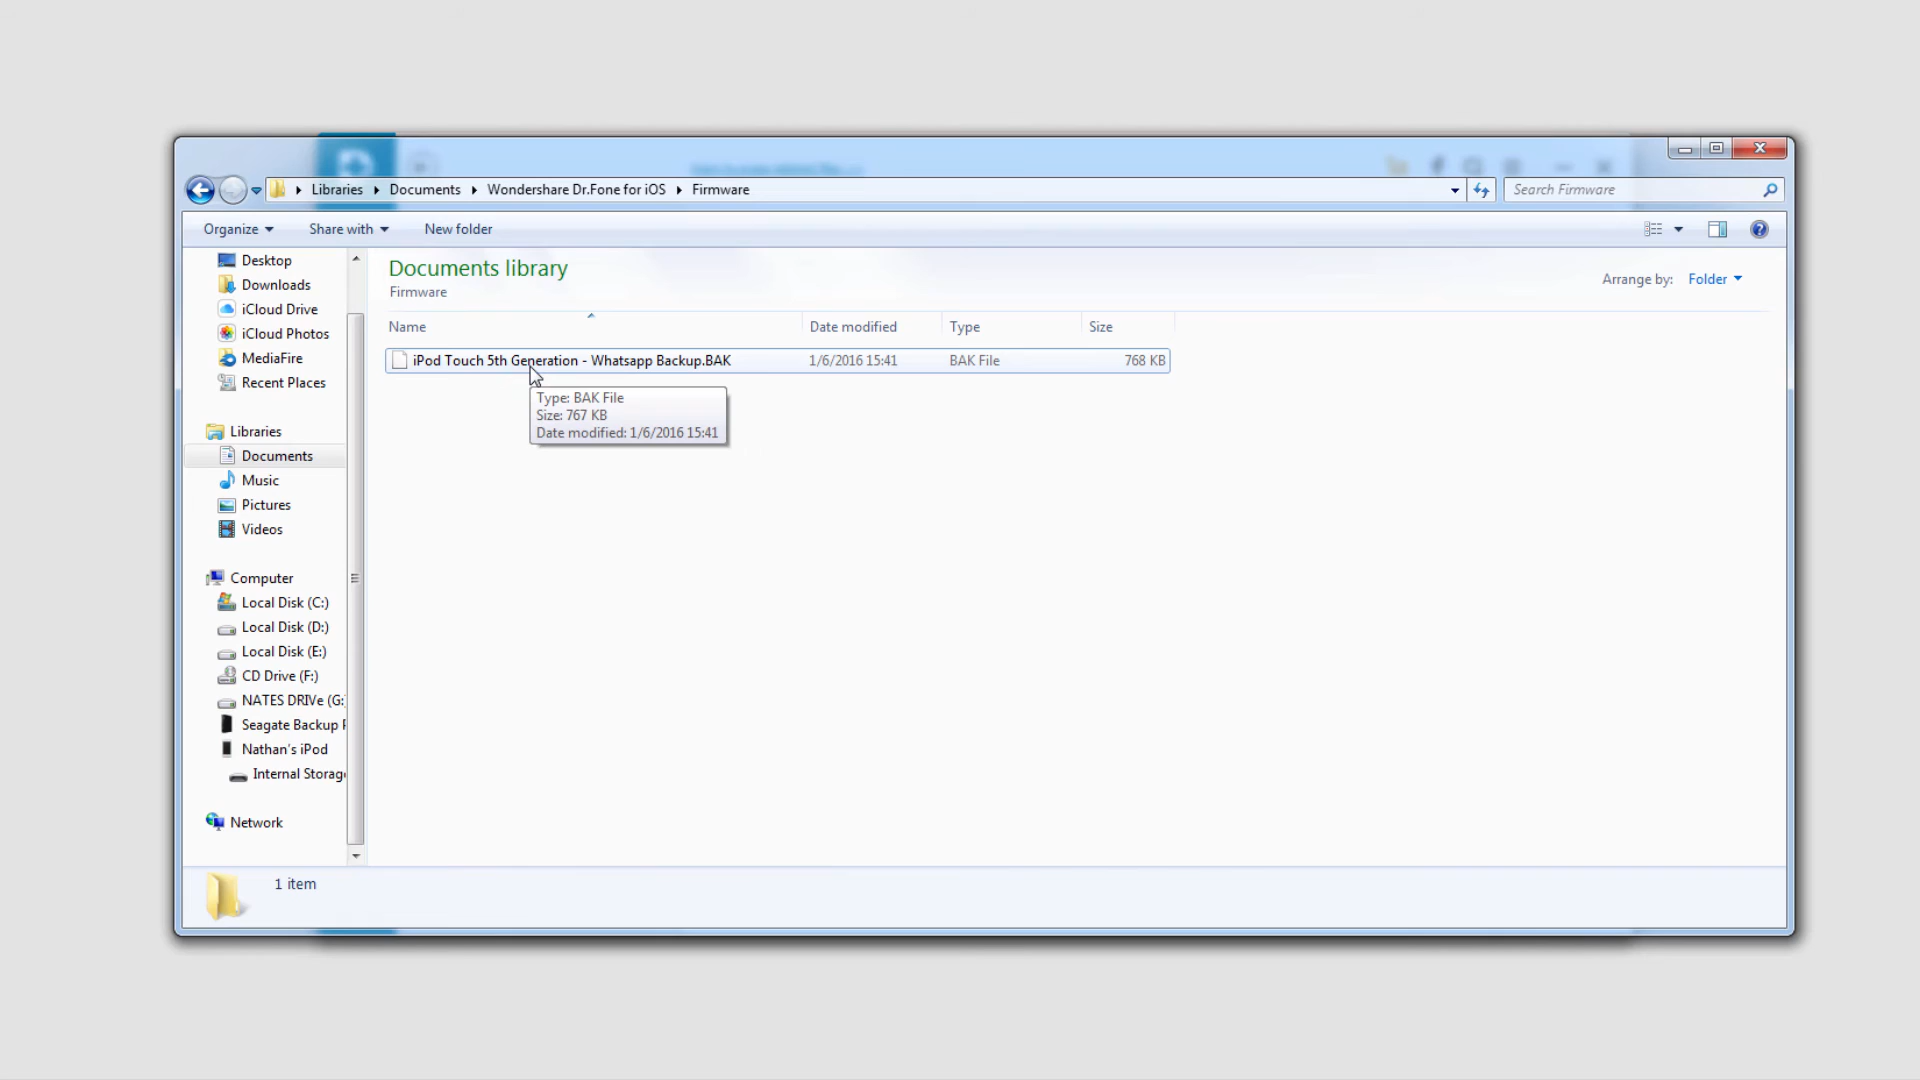 Libraries Documents Wondershare Dr.Fone for iOS Firmware
Search Firmware
Organize Share with New folder
Desktop
Downloads
iCloud Drive
iCloud Photos
MediaFire
Recent Places
Libraries
Documents
Music
Pictures
Videos
Computer
Local Disk (C:)
Local Disk (D:)
Local Disk (E:)
CD Drive (F:)
NATES DRIVe (G:
Seagate Backup
Nathan's iPod
Internal Storag
Network
Documents library
Firmware
Arrange by: Folder
Name Date modified Type Size
iPod Touch 5th Generation - Whatsapp Backup.BAK 1/6/2016 15:41 BAK File 768 KB
Type: BAK File
Size: 767 KB
Date modified: 1/6/2016 15:41
1 item